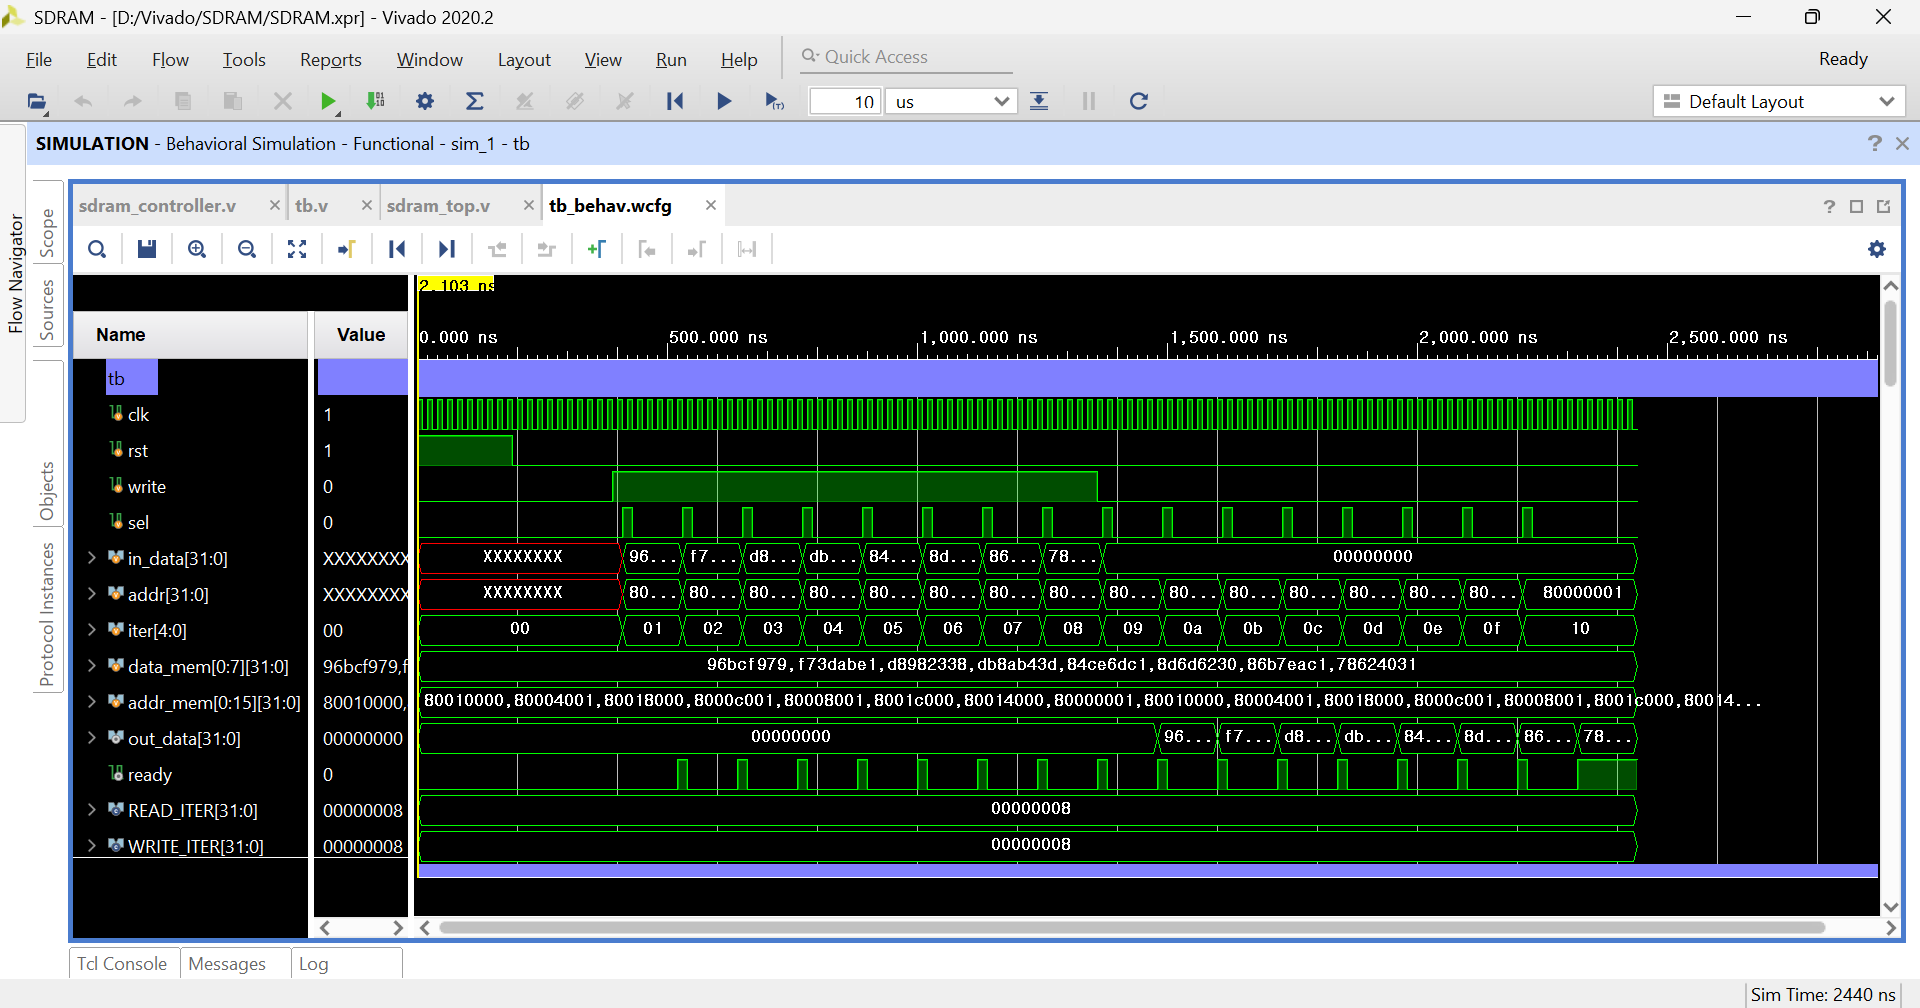 SDRAM - [D:/Vivado/SDRAM/SDRAM.xpr] - Vivado 2020.2
File Edit Flow Tools Reports Window Layout View Run Help Quick Access Ready
10 us Default Layout
SIMULATION - Behavioral Simulation - Functional - sim_1 - tb
Flow Navigator
Scope
Sources
Objects
Protocol Instances
sdram_controller.v tb.v sdram_top.v tb_behav.wcfg
2.103 ns
Name Value 0.000 ns 500.000 ns 1,000.000 ns 1,500.000 ns 2,000.000 ns 2,500.000 ns
tb
clk 1
rst 1
write 0
sel 0
in_data[31:0] XXXXXXXX XXXXXXXX 96... f7... d8... db... 84... 8d... 86... 78... 00000000
addr[31:0] XXXXXXXX XXXXXXXX 80... 80... 80... 80... 80... 80... 80... 80... 80... 80... 80... 80... 80... 80... 80... 80000001
iter[4:0] 00 00 01 02 03 04 05 06 07 08 09 0a 0b 0c 0d 0e 0f 10
data_mem[0:7][31:0] 96bcf979,f 96bcf979,f73dabe1,d8982338,db8ab43d,84ce6dc1,8d6d6230,86b7eac1,78624031
addr_mem[0:15][31:0] 80010000, 80010000,80004001,80018000,8000c001,80008001,8001c000,80014000,80000001,80010000,80004001,80018000,8000c001,80008001,8001c000,80014...
out_data[31:0] 00000000 00000000 96... f7... d8... db... 84... 8d... 86... 78...
ready 0
READ_ITER[31:0] 00000008 00000008
WRITE_ITER[31:0] 00000008 00000008
Tcl Console Messages Log
Sim Time: 2440 ns